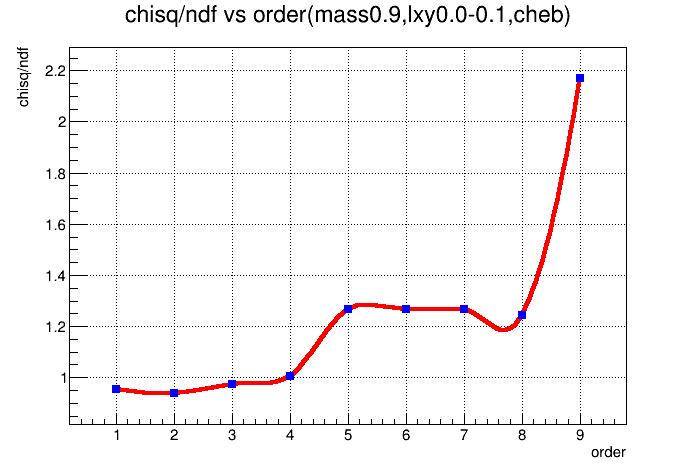 chisq/ndf vs order(mass0.9,lxy0.0-0.1,cheb)
chisq/ndf
2.2
2
1.8
1.6
1.4
1.2
1
1 2 3 4 5 6 7 8 9
order